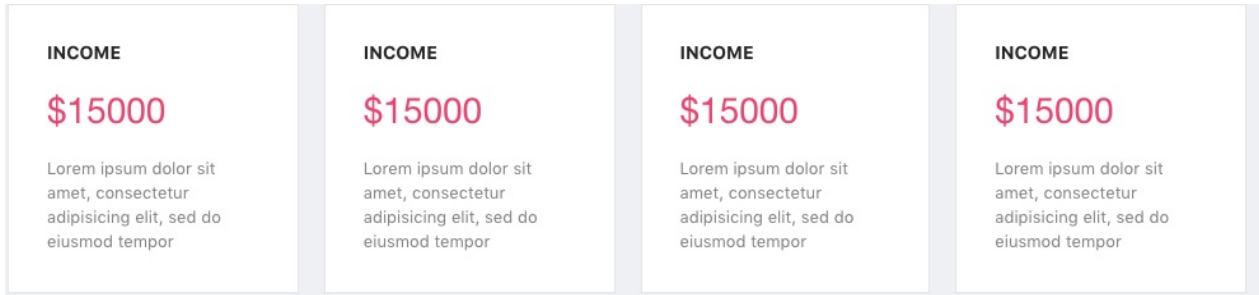 INCOME
$15000
Lorem ipsum dolor sit
amet, consectetur
adipisicing elit, sed do
eiusmod tempor
INCOME
$15000
Lorem ipsum dolor sit
amet, consectetur
adipisicing elit, sed do
eiusmod tempor
INCOME
$15000
Lorem ipsum dolor sit
amet, consectetur
adipisicing elit, sed do
eiusmod tempor
INCOME
$15000
Lorem ipsum dolor sit
amet, consectetur
adipisicing elit, sed do
eiusmod tempor